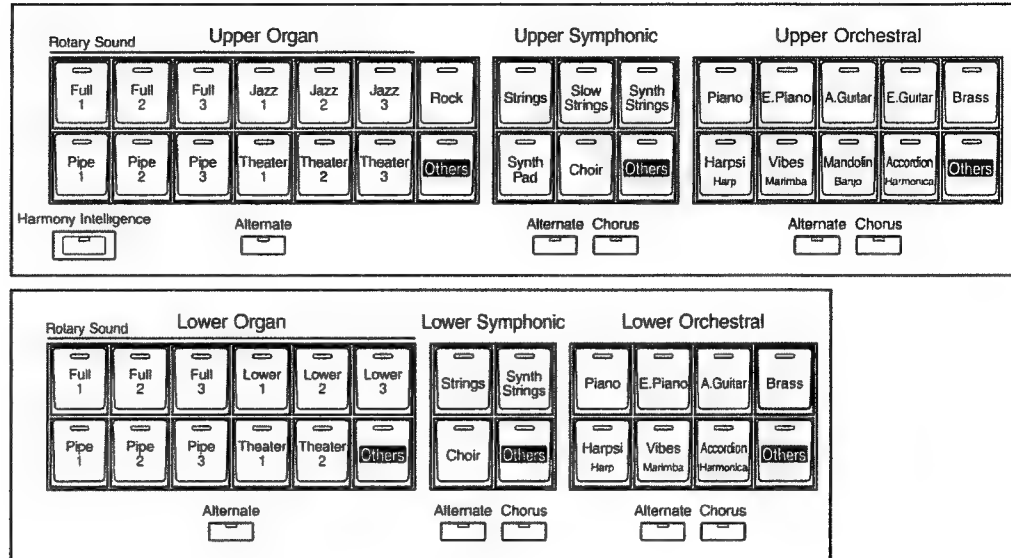 Rotary Sound
Upper Organ
Upper Symphonic
Upper Orchestral
Full 1
Full 2
Full 3
Jazz 1
Jazz 2
Jazz 3
Rock
Strings
Slow Strings
Synth Strings
Piano
E.Piano
A.Guitar
E.Guitar
Brass
Pipe 1
Pipe 2
Pipe 3
Theater 1
Theater 2
Theater 3
Others
Synth Pad
Choir
Others
Harpsi Harp
Vibes Marimba
Mandolin Banjo
Accordion Harmonica
Others
Harmony Intelligence
Alternate
Alternate Chorus
Alternate Chorus
Rotary Sound
Lower Organ
Lower Symphonic
Lower Orchestral
Full 1
Full 2
Full 3
Lower 1
Lower 2
Lower 3
Strings
Synth Strings
Piano
E.Piano
A.Guitar
Brass
Pipe 1
Pipe 2
Pipe 3
Theater 1
Theater 2
Others
Choir
Others
Harpsi Harp
Vibes Marimba
Accordion Harmonica
Others
Alternate
Alternate Chorus
Alternate Chorus